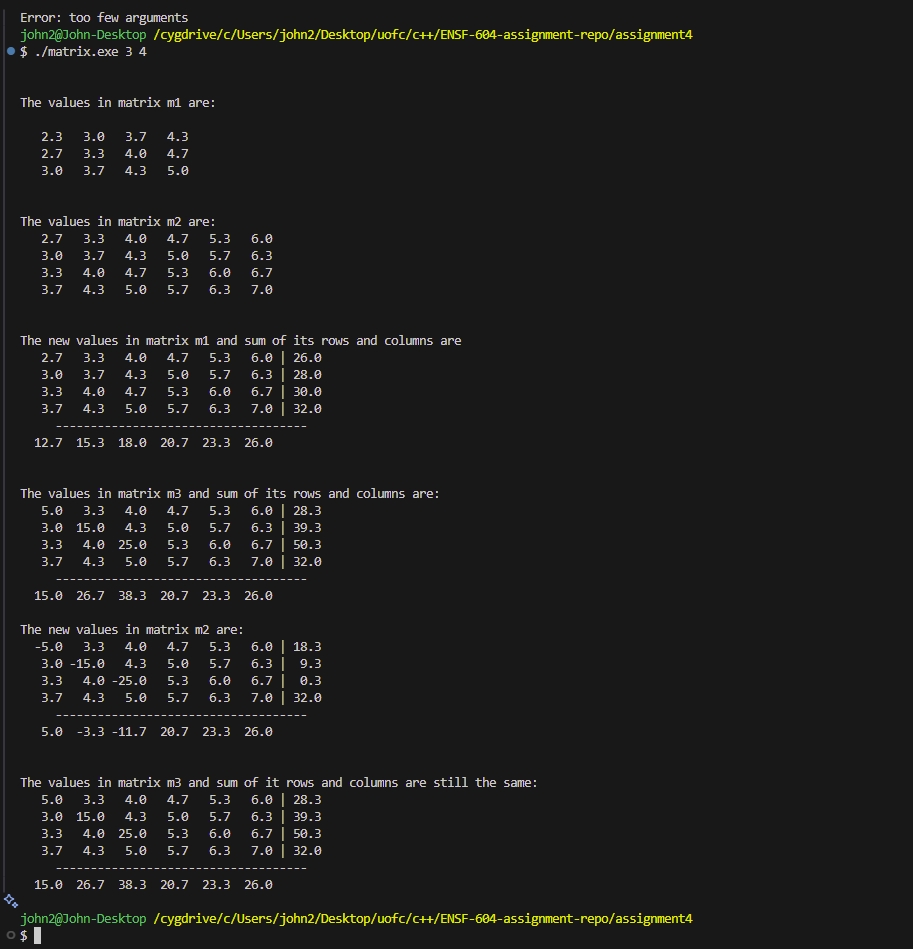 Error: too few arguments
john2@John-Desktop /cygdrive/c/Users/john2/Desktop/uofc/c++/ENSF-604-assignment-repo/assignment4
$ ./matrix.exe 3 4
The values in matrix m1 are:
2.3 3.0 3.7 4.3
2.7 3.3 4.0 4.7
3.0 3.7 4.3 5.0
The values in matrix m2 are:
2.7 3.3 4.0 4.7 5.3 6.0
3.0 3.7 4.3 5.0 5.7 6.3
3.3 4.0 4.7 5.3 6.0 6.7
3.7 4.3 5.0 5.7 6.3 7.0
The new values in matrix m1 and sum of its rows and columns are
2.7 3.3 4.0 4.7 5.3 6.0 | 26.0
3.0 3.7 4.3 5.0 5.7 6.3 | 28.0
3.3 4.0 4.7 5.3 6.0 6.7 | 30.0
3.7 4.3 5.0 5.7 6.3 7.0 | 32.0
------------------------------------
12.7 15.3 18.0 20.7 23.3 26.0
The values in matrix m3 and sum of its rows and columns are:
5.0 3.3 4.0 4.7 5.3 6.0 | 28.3
3.0 15.0 4.3 5.0 5.7 6.3 | 39.3
3.3 4.0 25.0 5.3 6.0 6.7 | 50.3
3.7 4.3 5.0 5.7 6.3 7.0 | 32.0
------------------------------------
15.0 26.7 38.3 20.7 23.3 26.0
The new values in matrix m2 are:
-5.0 3.3 4.0 4.7 5.3 6.0 | 18.3
3.0 -15.0 4.3 5.0 5.7 6.3 | 9.3
3.3 4.0 -25.0 5.3 6.0 6.7 | 0.3
3.7 4.3 5.0 5.7 6.3 7.0 | 32.0
------------------------------------
5.0 -3.3 -11.7 20.7 23.3 26.0
The values in matrix m3 and sum of it rows and columns are still the same:
5.0 3.3 4.0 4.7 5.3 6.0 | 28.3
3.0 15.0 4.3 5.0 5.7 6.3 | 39.3
3.3 4.0 25.0 5.3 6.0 6.7 | 50.3
3.7 4.3 5.0 5.7 6.3 7.0 | 32.0
------------------------------------
15.0 26.7 38.3 20.7 23.3 26.0
john2@John-Desktop /cygdrive/c/Users/john2/Desktop/uofc/c++/ENSF-604-assignment-repo/assignment4
$